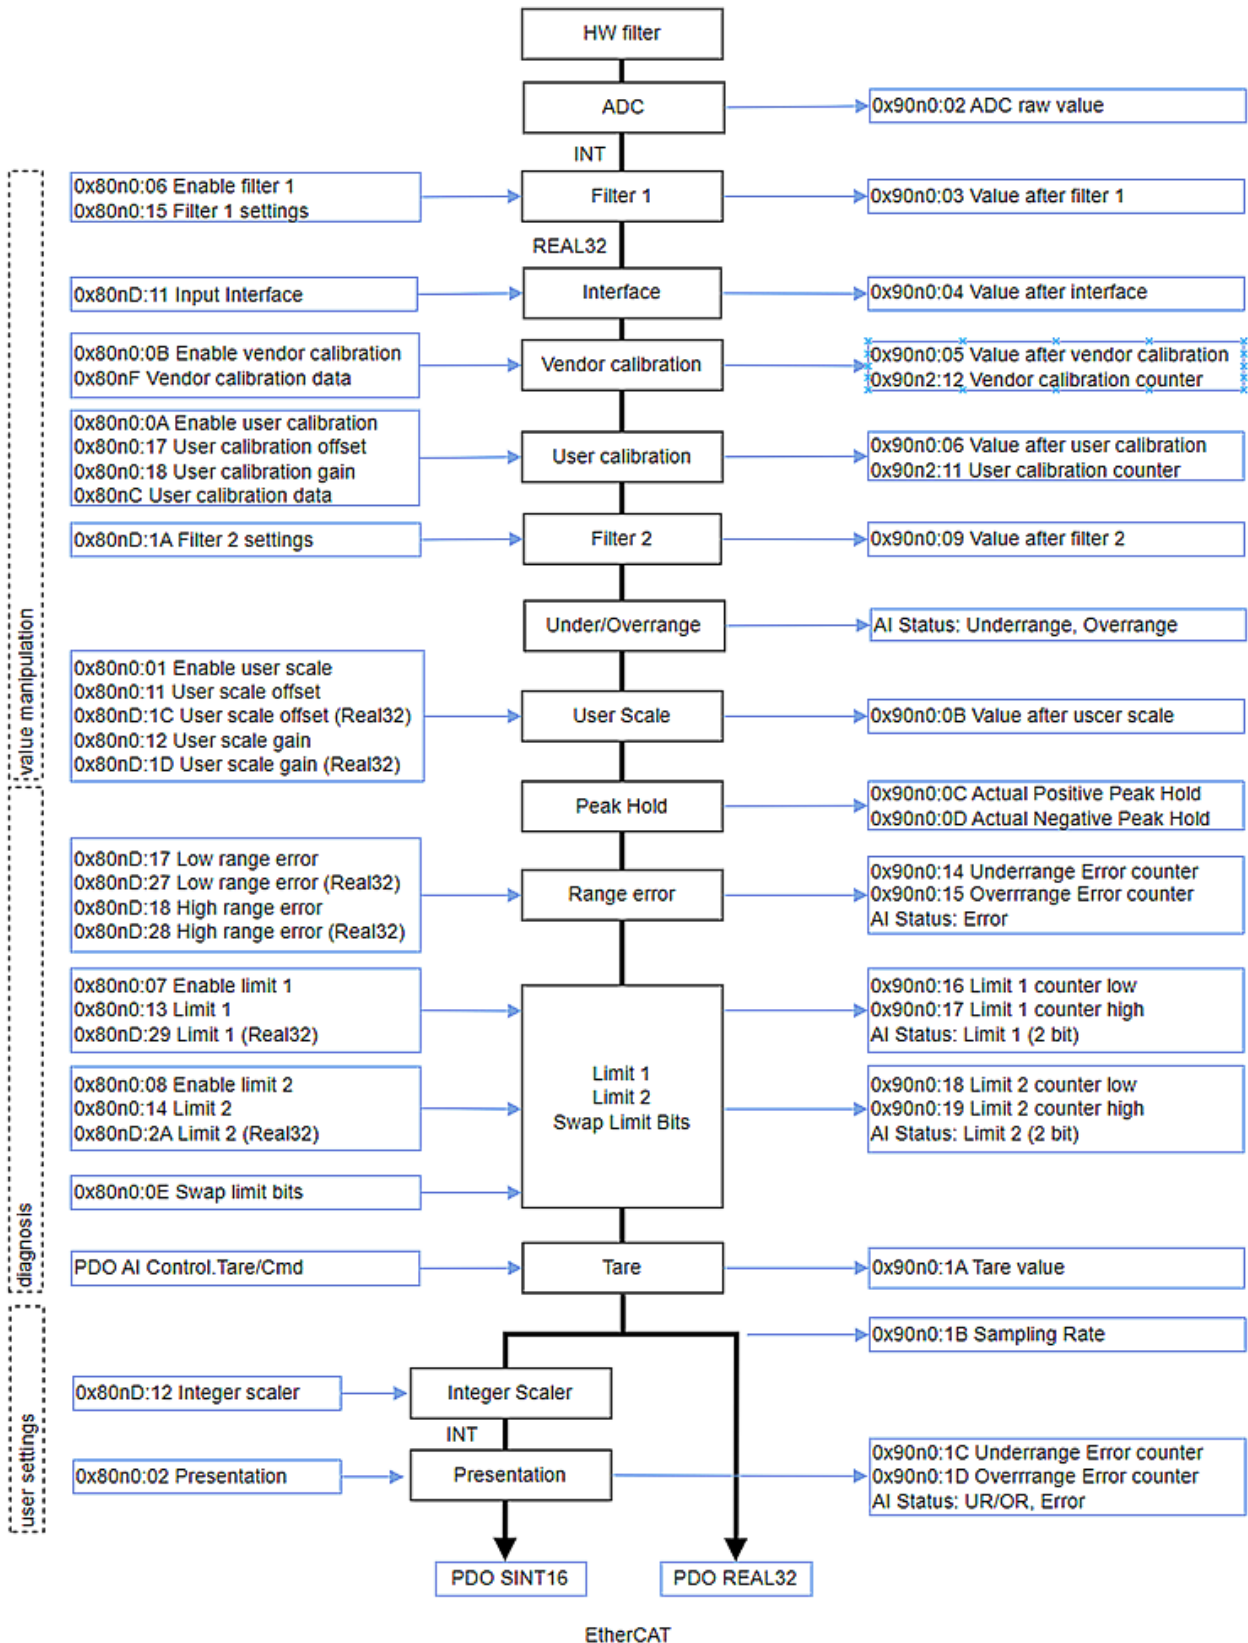 HW filter
ADC
0x90n0:02 ADC raw value
INT
value manipulation
0x80n0:06 Enable filter 1
0x80n0:15 Filter 1 settings
Filter 1
0x90n0:03 Value after filter 1
REAL32
0x80nD:11 Input Interface
Interface
0x90n0:04 Value after interface
0x80n0:0B Enable vendor calibration
0x80nF Vendor calibration data
Vendor calibration
0x90n0:05 Value after vendor calibration
0x90n2:12 Vendor calibration counter
0x80n0:0A Enable user calibration
0x80n0:17 User calibration offset
0x80n0:18 User calibration gain
0x80nC User calibration data
User calibration
0x90n0:06 Value after user calibration
0x90n2:11 User calibration counter
0x80nD:1A Filter 2 settings
Filter 2
0x90n0:09 Value after filter 2
Under/Overrange
AI Status: Underrange, Overrange
0x80n0:01 Enable user scale
0x80n0:11 User scale offset
0x80nD:1C User scale offset (Real32)
0x80n0:12 User scale gain
0x80nD:1D User scale gain (Real32)
User Scale
0x90n0:0B Value after uscer scale
diagnosis
Peak Hold
0x90n0:0C Actual Positive Peak Hold
0x90n0:0D Actual Negative Peak Hold
0x80nD:17 Low range error
0x80nD:27 Low range error (Real32)
0x80nD:18 High range error
0x80nD:28 High range error (Real32)
Range error
0x90n0:14 Underrange Error counter
0x90n0:15 Overrrange Error counter
AI Status: Error
0x80n0:07 Enable limit 1
0x80n0:13 Limit 1
0x80nD:29 Limit 1 (Real32)
0x90n0:16 Limit 1 counter low
0x90n0:17 Limit 1 counter high
AI Status: Limit 1 (2 bit)
0x80n0:08 Enable limit 2
0x80n0:14 Limit 2
0x80nD:2A Limit 2 (Real32)
Limit 1
Limit 2
Swap Limit Bits
0x90n0:18 Limit 2 counter low
0x90n0:19 Limit 2 counter high
AI Status: Limit 2 (2 bit)
0x80n0:0E Swap limit bits
PDO AI Control.Tare/Cmd
Tare
0x90n0:1A Tare value
user settings
0x90n0:1B Sampling Rate
0x80nD:12 Integer scaler
Integer Scaler
INT
0x80n0:02 Presentation
Presentation
0x90n0:1C Underrange Error counter
0x90n0:1D Overrrange Error counter
AI Status: UR/OR, Error
PDO SINT16
PDO REAL32
EtherCAT